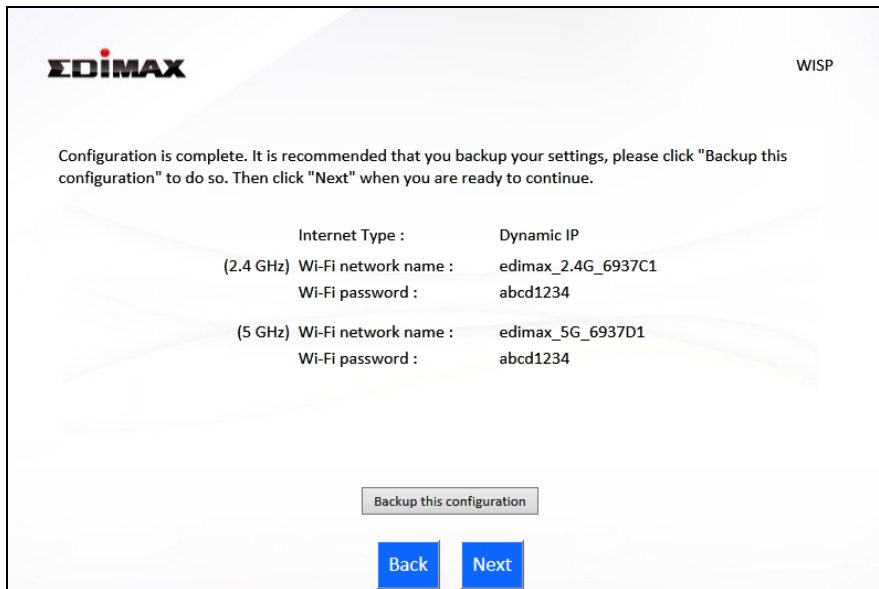 EDIMAX
WISP
Configuration is complete. It is recommended that you backup your settings, please click "Backup this
configuration" to do so. Then click "Next" when you are ready to continue.
Internet Type : Dynamic IP
(2.4 GHz) Wi-Fi network name : edimax_2.4G_6937C1
Wi-Fi password : abcd1234
(5 GHz) Wi-Fi network name : edimax_5G_6937D1
Wi-Fi password : abcd1234
Backup this configuration
Back Next